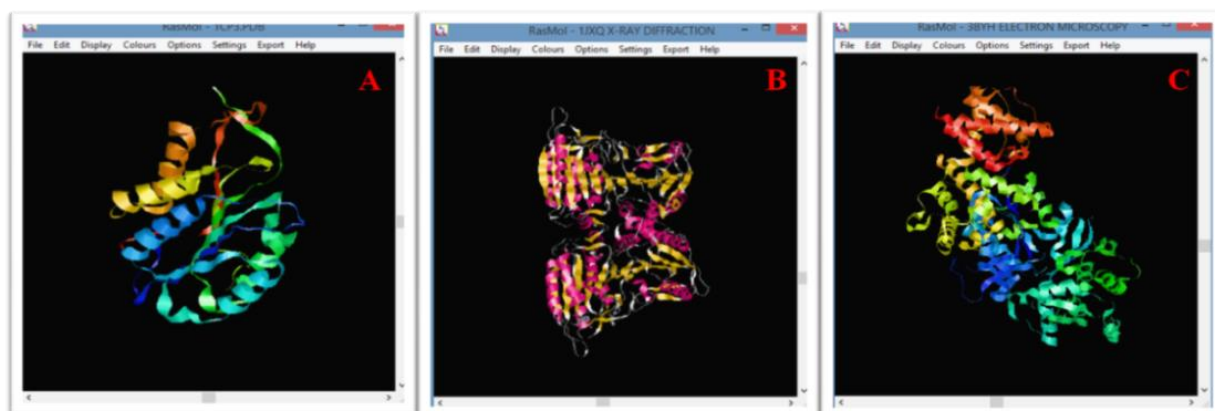 RasMol - 1CP3.PDB
File Edit Display Colours Options Settings Export Help
A
RasMol - 1JXQ X-RAY DIFFRACTION
File Edit Display Colours Options Settings Export Help
B
RasMol - 3BYH ELECTRON MICROSCOPY
File Edit Display Colours Options Settings Export Help
C